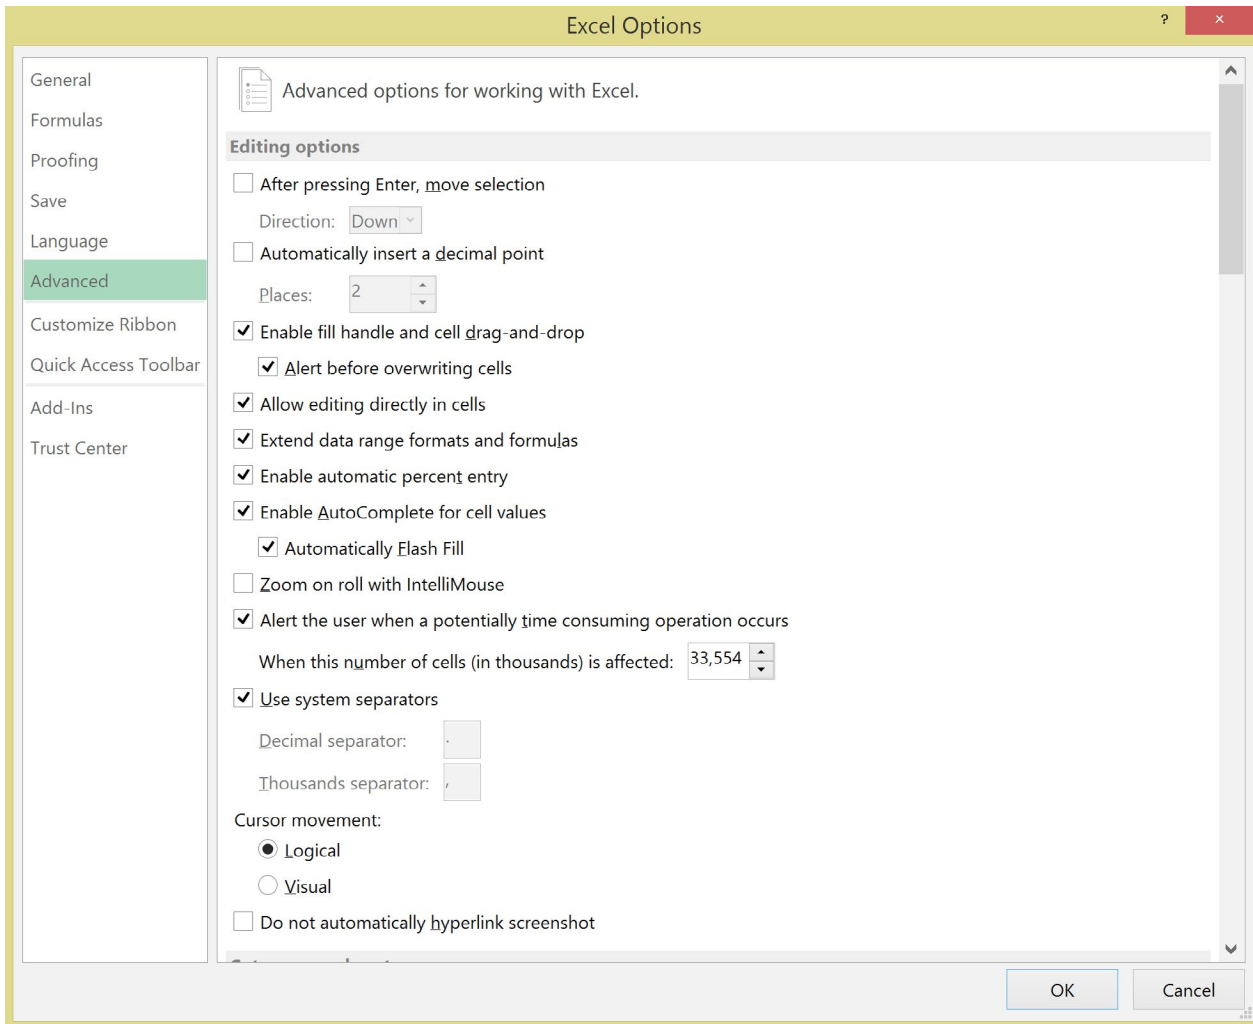 Excel Options
?
General
Formulas
Proofing
Save
Language
Advanced
Customize Ribbon
Quick Access Toolbar
Add-Ins
Trust Center
Advanced options for working with Excel.
Editing options
After pressing Enter, move selection
Direction: Down
Automatically insert a decimal point
Places: 2
Enable fill handle and cell drag-and-drop
Alert before overwriting cells
Allow editing directly in cells
Extend data range formats and formulas
Enable automatic percent entry
Enable AutoComplete for cell values
Automatically Flash Fill
Zoom on roll with IntelliMouse
Alert the user when a potentially time consuming operation occurs
When this number of cells (in thousands) is affected: 33,554
Use system separators
Decimal separator: .
Thousands separator: ,
Cursor movement:
Logical
Visual
Do not automatically hyperlink screenshot
OK Cancel